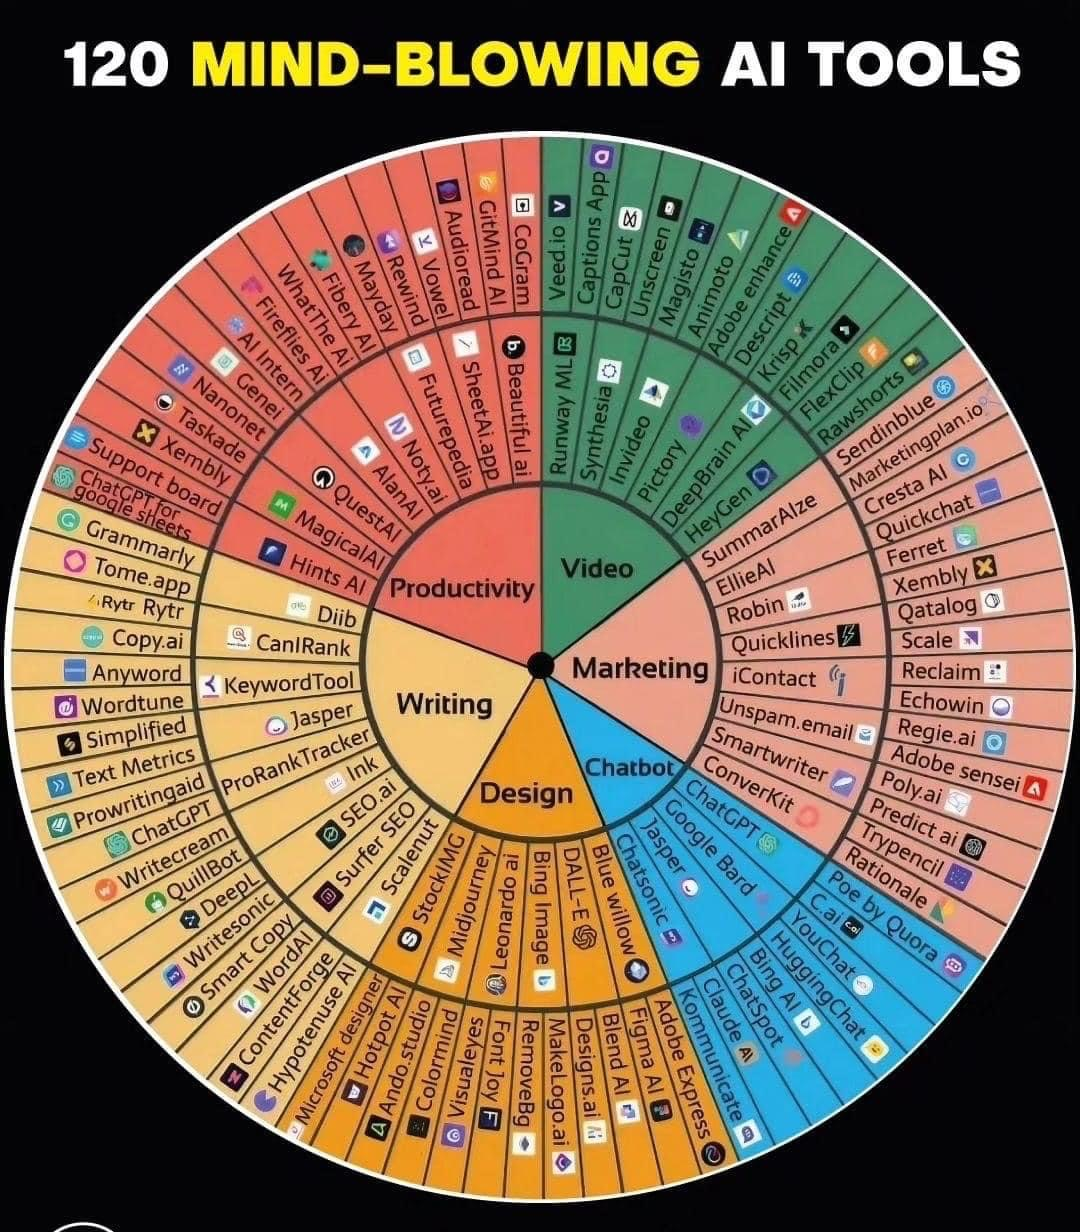 120 MIND-BLOWING AI TOOLS
Productivity
Hints AI
MagicalAI
QuestAI
AlanAI
Noty.ai
Futurepedia
SheetAi.app
Beautiful ai
ChatGPT for
google sheets
Support board
Xembly
Taskade
Nanonet
Genei
AI Intern
Fireflies Ai
WhatThe Ai
Fibery AI
Mayday
Rewind
Vowel
Audioread
GitMind AI
CoGram
Video
Runway ML
Synthesia
Invideo
Pictory
DeepBrain AI
HeyGen
Veed.io
Captions App
CapCut
Unscreen
Magisto
Animoto
Adobe enhance
Descript
Krisp
Filmora
FlexClip
Rawshorts
Marketing
SummarAIze
EllieAI
Robin
Quicklines
iContact
Unspam.email
Smartwriter
ConverKit
Sendinblue
Marketingplan.io
Cresta AI
Quickchat
Ferret
Xembly
Qatalog
Scale
Reclaim
Echowin
Regie.ai
Adobe sensei
Poly.ai
Predict ai
Trypencil
Rationale
Chatbot
ChatGPT
Google Bard
Jasper
Chatsonic
Poe by Quora
C.ai
YouChat
HuggingChat
Bing AI
ChatSpot
Claude
Kommunicate
Design
Blue willow
DALL-E
Bing Image
Leonardo ai
Midjourney
StockIMG
Adobe Express
Figma AI
Blend AI
Designs.ai
MakeLogo.ai
RemoveBg
Font Joy
Visualeyes
Colormind
Ando.studio
Hotpot AI
Microsoft designer
Writing
Scalenut
Surfer SEO
SEO.ai
Ink
ProRankTracker
Jasper
KeywordTool
CanIRank
Diib
Hypotenuse AI
ContentForge
WordAI
Smart Copy
Writesonic
DeepL
QuillBot
Writecream
ChatGPT
Prowritingaid
Text Metrics
Simplified
Wordtune
Anyword
Copy.ai
Rytr Rytr
Tome.app
Grammarly